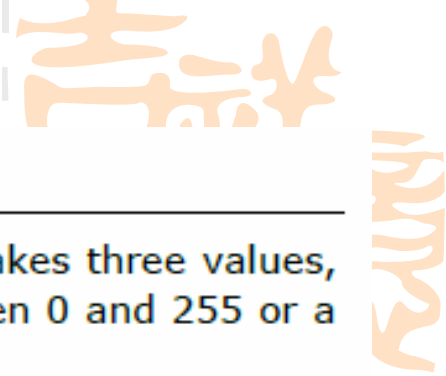 akes three values,
en 0 and 255 or a